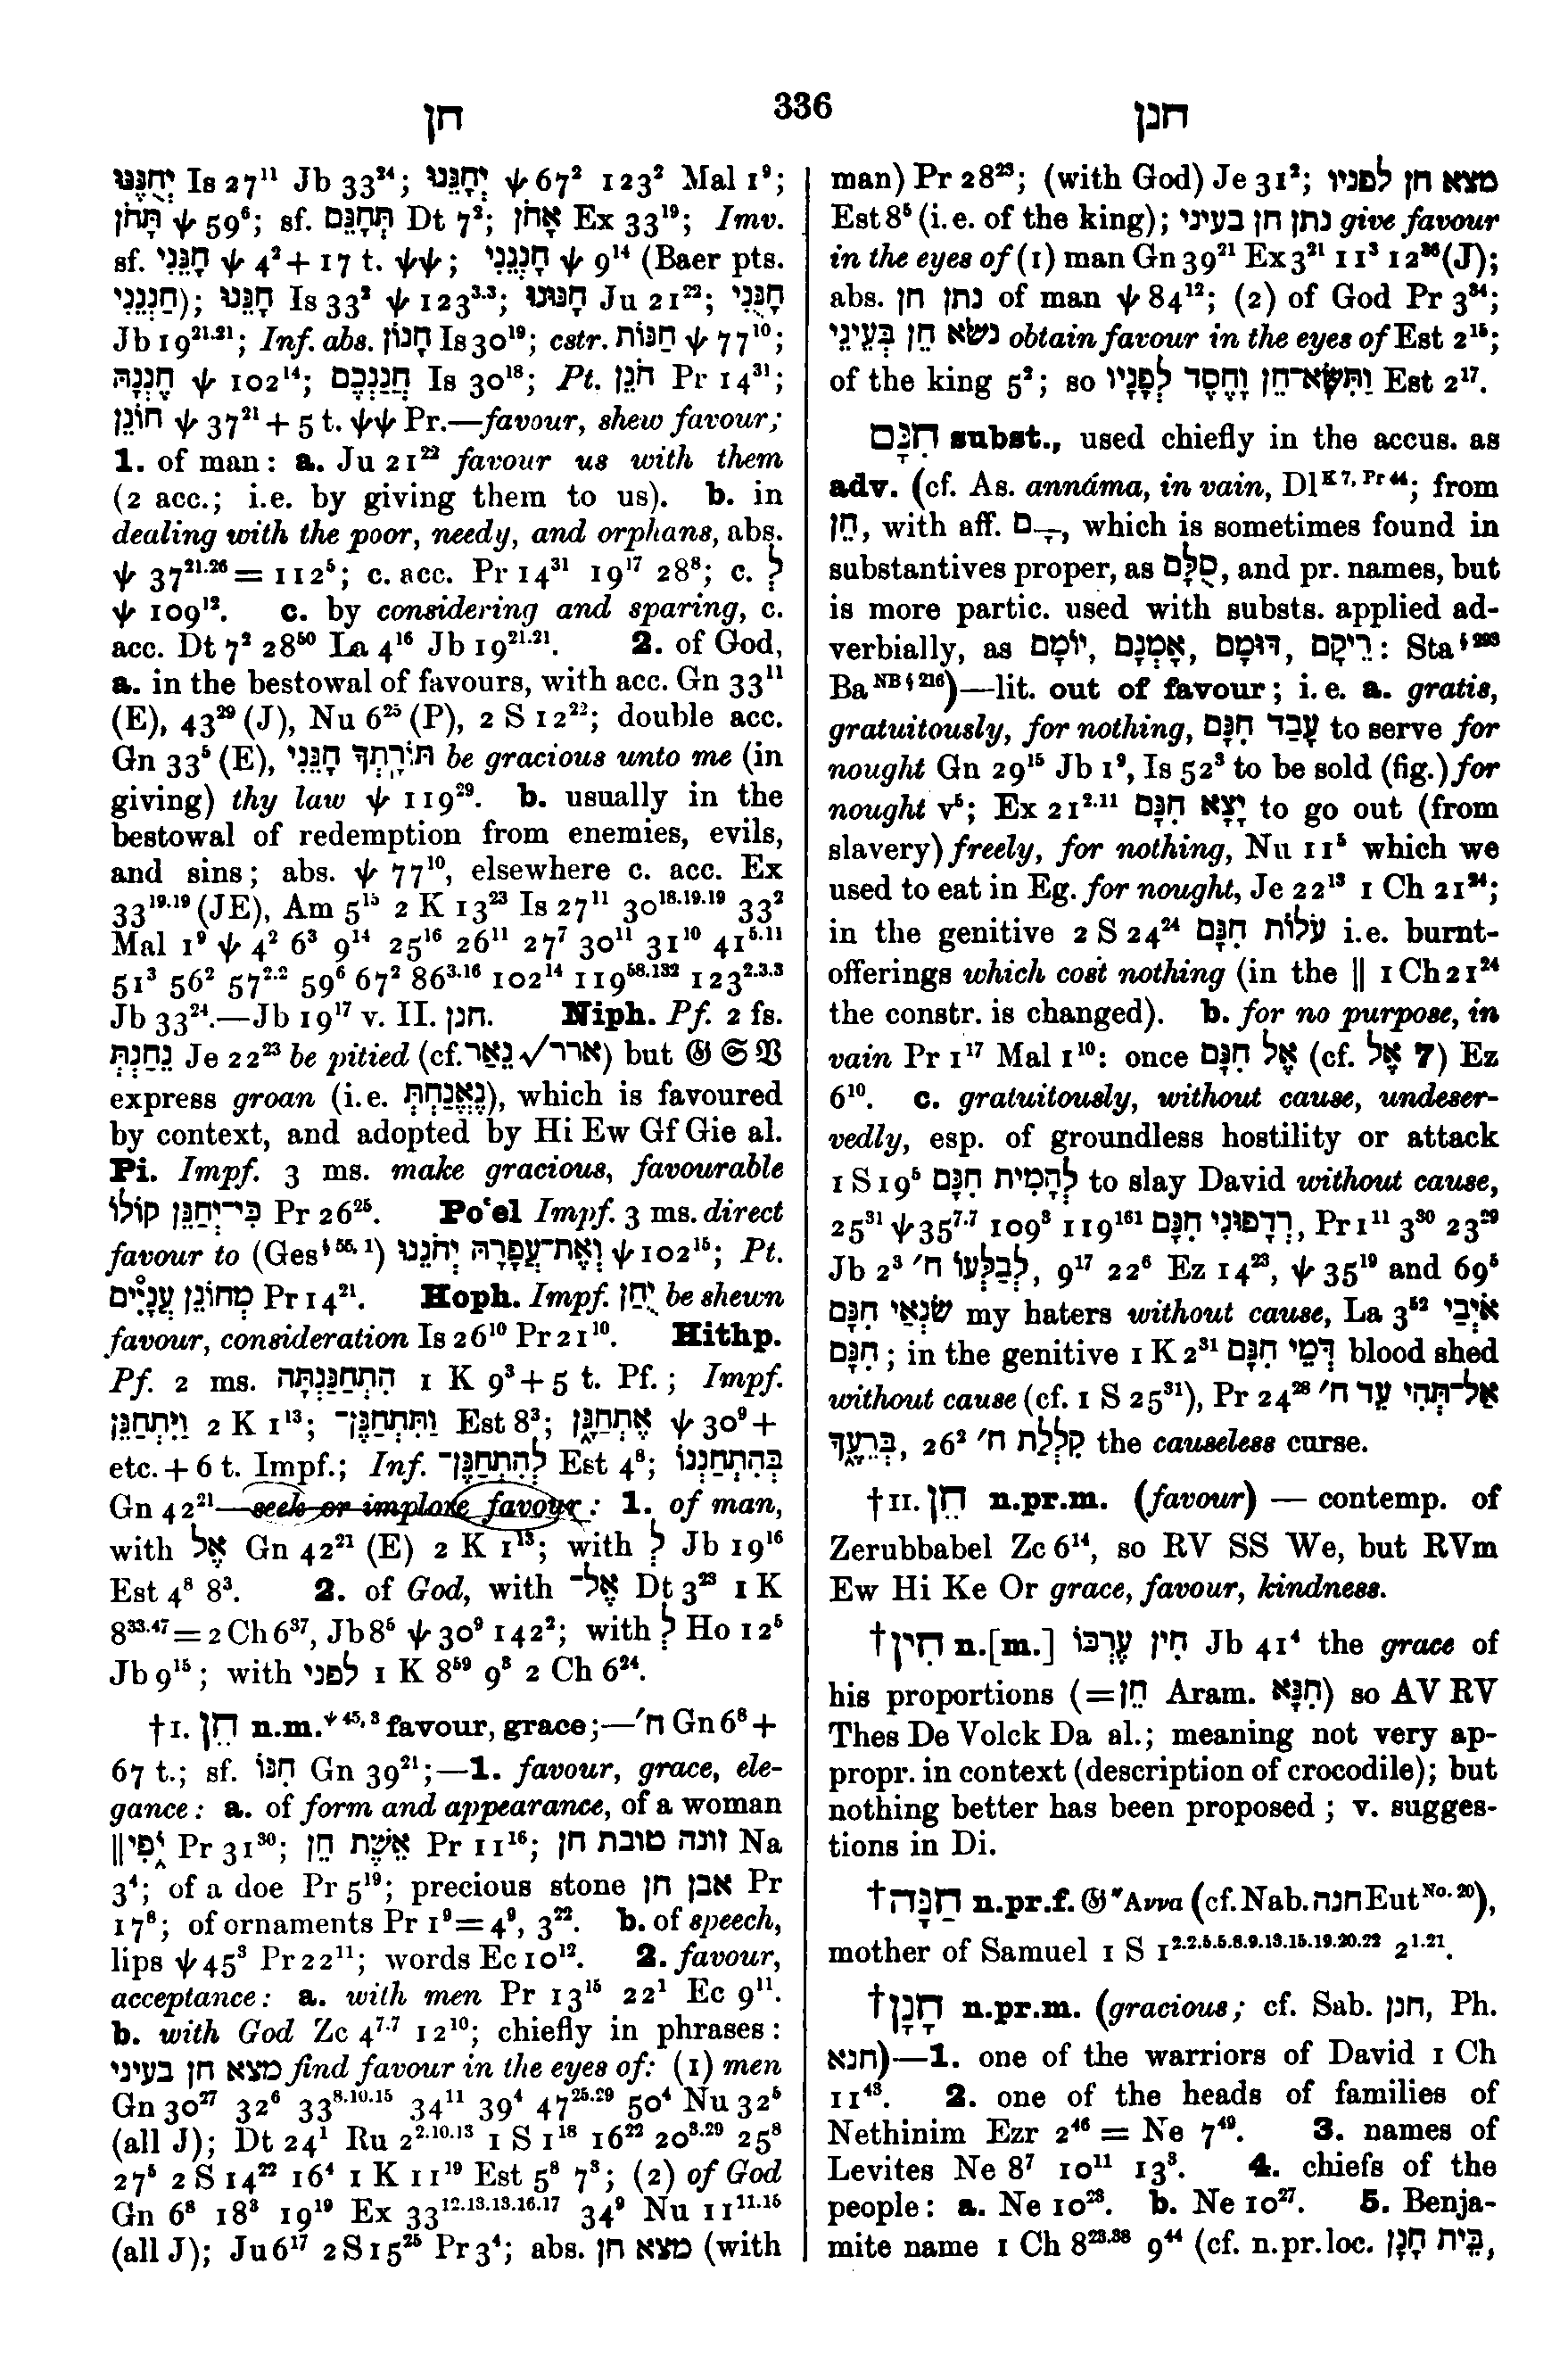 חן 336 חנן
יְחֻנֶּנּוּ Is 27¹¹ Jb 33²⁴; יְחָנֵּנוּ ψ 67² 123² Mal 1⁹;
תָּחֹן ψ 59⁶; sf. תְּחָנֵּם Dt 7²; אָחֹן Ex 33¹⁹; Imv.
sf. חָנֵּנִי ψ 4² + 17 t. ψψ; חָנְנֵנִי ψ 9¹⁴ (Baer pts.
חַנְנֵנִי); חָנֵּנוּ Is 33² ψ 123³·³; חָנּוּנוּ Ju 21²²; חָנֻּנִי
Jb 19²¹·²¹; Inf. abs. חָנוֹן Is 30¹⁹; cstr. חַנּוֹת ψ 77¹⁰;
חֶנְנָהּ ψ 102¹⁴; חֲנַנְכֶם Is 30¹⁸; Pt. חֹנֵן Pr 14³¹;
חוֹנֵן ψ 37²¹ + 5 t. ψψ Pr.—favour, shew favour;
1. of man: a. Ju 21²² favour us with them
(2 acc.; i.e. by giving them to us). b. in
dealing with the poor, needy, and orphans, abs.
ψ 37²¹·²⁶ = 112⁵; c. acc. Pr 14³¹ 19¹⁷ 28⁸; c. לְ
ψ 109¹². c. by considering and sparing, c.
acc. Dt 7² 28⁵⁰ La 4¹⁶ Jb 19²¹·²¹. 2. of God,
a. in the bestowal of favours, with acc. Gn 33¹¹
(E), 43²⁹ (J), Nu 6²⁵ (P), 2 S 12²²; double acc.
Gn 33⁵ (E), תּוֹרָתְךָ חָנֵּנִי be gracious unto me (in
giving) thy law ψ 119²⁹. b. usually in the
bestowal of redemption from enemies, evils,
and sins; abs. ψ 77¹⁰, elsewhere c. acc. Ex
33¹⁹·¹⁹ (JE), Am 5¹⁵ 2 K 13²³ Is 27¹¹ 30¹⁸·¹⁹·¹⁹ 33²
Mal 1⁹ ψ 4² 6³ 9¹⁴ 25¹⁶ 26¹¹ 27⁷ 30¹¹ 31¹⁰ 41⁵·¹¹
51³ 56² 57²·² 59⁶ 67² 86³·¹⁶ 102¹⁴ 119⁵⁸·¹³² 123²·³·³
Jb 33²⁴.—Jb 19¹⁷ v. II. חנן. Niph. Pf. 2 fs.
נֵחַנְתְּ Je 22²³ be pitied (cf. נֵאָר √ארר) but 𝔊 𝔖 𝔙
express groan (i.e. נֶאֱנַחְתְּ), which is favoured
by context, and adopted by Hi Ew Gf Gie al.
Pi. Impf. 3 ms. make gracious, favourable
כִּי־יְחַנֵּן קוֹלוֹ Pr 26²⁵. Poʿel Impf. 3 ms. direct
favour to (Ges§ ⁵⁵·¹) וְאֶת־עֲפָרָהּ יְחֹנֵנוּ ψ 102¹⁵; Pt.
מְחוֹנֵן עֲנָיִים Pr 14²¹. Hoph. Impf. יֻחַן be shewn
favour, consideration Is 26¹⁰ Pr 21¹⁰. Hithp.
Pf. 2 ms. הִתְחַנַּנְתָּה 1 K 9³ + 5 t. Pf.; Impf.
וַיִּתְחַנֵּן 2 K 1¹³; וַתִּתְחַנֶּן־ Est 8³; אֶתְחַנָּן ψ 30⁹ +
etc. + 6 t. Impf.; Inf. לְהִתְחַנֶּן־ Est 4⁸; בְּהִתְחַנְנוֹ
Gn 42²¹—seek or implore favour: 1. of man,
with אֶל Gn 42²¹ (E) 2 K 1¹³; with לְ Jb 19¹⁶
Est 4⁸ 8³. 2. of God, with אֶל־ Dt 3²³ 1 K
8³³·⁴⁷ = 2 Ch 6³⁷, Jb 8⁵ ψ 30⁹ 142²; with לְ Ho 12⁵
Jb 9¹⁵; with לפני 1 K 8⁵⁹ 9³ 2 Ch 6²⁴.
†I. חֵן n.m. ψ 45, 3 favour, grace;—ח׳ Gn 6⁸ +
67 t.; sf. חִנּוֹ Gn 39²¹;—1. favour, grace, ele-
gance: a. of form and appearance, of a woman
‖ יֳפִי Pr 31³⁰; אֵשֶׁת חֵן Pr 11¹⁶; זונה טובת חן Na
3⁴; of a doe Pr 5¹⁹; precious stone אבן חן Pr
17⁸; of ornaments Pr 1⁹ = 4⁹, 3²². b. of speech,
lips ψ 45³ Pr 22¹¹; words Ec 10¹². 2. favour,
acceptance: a. with men Pr 13¹⁵ 22¹ Ec 9¹¹.
b. with God Zc 4⁷·⁷ 12¹⁰; chiefly in phrases:
מצא חן בעיני find favour in the eyes of: (1) men
Gn 30²⁷ 32⁶ 33⁸·¹⁰·¹⁵ 34¹¹ 39⁴ 47²⁵·²⁹ 50⁴ Nu 32⁵
(all J); Dt 24¹ Ru 2²·¹⁰·¹³ 1 S 1¹⁸ 16²² 20³·²⁹ 25⁸
27⁵ 2 S 14²² 16⁴ 1 K 11¹⁹ Est 5⁸ 7³; (2) of God
Gn 6⁸ 18³ 19¹⁹ Ex 33¹²·¹³·¹³·¹⁶·¹⁷ 34⁹ Nu 11¹¹·¹⁵
(all J); Ju 6¹⁷ 2 S 15²⁵ Pr 3⁴; abs. מצא חן (with
man) Pr 28²³; (with God) Je 31²; מצא חן לפניו
Est 8⁵ (i.e. of the king); נתן חן בעיני give favour
in the eyes of (1) man Gn 39²¹ Ex 3²¹ 11³ 12³⁶ (J);
abs. נתן חן of man ψ 84¹²; (2) of God Pr 3³⁴;
נשׂא חֵן בְּעֵינֵי obtain favour in the eyes of Est 2¹⁵;
of the king 5²; so וַתִּשָּׂא־חֵן וָחֶסֶד לְפָנָיו Est 2¹⁷.
חִנָּם subst., used chiefly in the accus. as
adv. (cf. As. annâma, in vain, Dl K 7, Pr 44; from
חֵן, with aff. ־ָם, which is sometimes found in
substantives proper, as סֻלָּם, and pr. names, but
is more partic. used with substs. applied ad-
verbially, as יוֹמָם, אָמְנָם, דּוּמָם, רֵיקָם: Sta § 293
Ba NB § 216)—lit. out of favour; i.e. a. gratis,
gratuitously, for nothing, עָבַד חִנָּם to serve for
nought Gn 29¹⁵ Jb 1⁹, Is 52³ to be sold (fig.) for
nought v⁵; Ex 21²·¹¹ יָצָא חִנָּם to go out (from
slavery) freely, for nothing, Nu 11⁵ which we
used to eat in Eg. for nought, Je 22¹³ 1 Ch 21²⁴;
in the genitive 2 S 24²⁴ עֹלוֹת חִנָּם i.e. burnt-
offerings which cost nothing (in the ‖ 1 Ch 21²⁴
the constr. is changed). b. for no purpose, in
vain Pr 1¹⁷ Mal 1¹⁰: once אֶל חִנָּם (cf. אֶל 7) Ez
6¹⁰. c. gratuitously, without cause, undeser-
vedly, esp. of groundless hostility or attack
1 S 19⁵ לְהָמִית חִנָּם to slay David without cause,
25³¹ ψ 35⁷·⁷ 109³ 119¹⁶¹ רְדָפוּנִי חִנָּם, Pr 1¹¹ 3³⁰ 23²⁹
Jb 2³ לְבַלְּעוֹ ח׳, 9¹⁷ 22⁶ Ez 14²³, ψ 35¹⁹ and 69⁵
שֹׂנְאַי חִנָּם my haters without cause, La 3⁵² אֹיְבַי
חִנָּם; in the genitive 1 K 2³¹ דְּמֵי חִנָּם blood shed
without cause (cf. 1 S 25³¹), Pr 24²⁸ אַל־תְּהִי עֵד ח׳
בְּרֵעֶךָ, 26² קִלְלַת ח׳ the causeless curse.
†II. חֵן n.pr.m. (favour) — contemp. of
Zerubbabel Zc 6¹⁴, so RV SS We, but RVm
Ew Hi Ke Or grace, favour, kindness.
†חִין n.[m.] חִין עֶרְכּוֹ Jb 41⁴ the grace of
his proportions (=חֵן Aram. חִנָּא) so AV RV
Thes De Volck Da al.; meaning not very ap-
propr. in context (description of crocodile); but
nothing better has been proposed; v. sugges-
tions in Di.
†חַנָּה n.pr.f. 𝔊 Ἅννα (cf. Nab. חנה Eut No. 20),
mother of Samuel 1 S 1²·²·⁵·⁵·⁸·⁹·¹³·¹⁵·¹⁹·²⁰·²² 2¹·²¹.
†חָנָן n.pr.m. (gracious; cf. Sab. חנן, Ph.
חנא)—1. one of the warriors of David 1 Ch
11⁴³. 2. one of the heads of families of
Nethinim Ezr 2⁴⁶ = Ne 7⁴⁹. 3. names of
Levites Ne 8⁷ 10¹¹ 13³. 4. chiefs of the
people: a. Ne 10²³. b. Ne 10²⁷. 5. Benja-
mite name 1 Ch 8²³·³⁸ 9⁴⁴ (cf. n.pr.loc. בֵּית חָנָן,